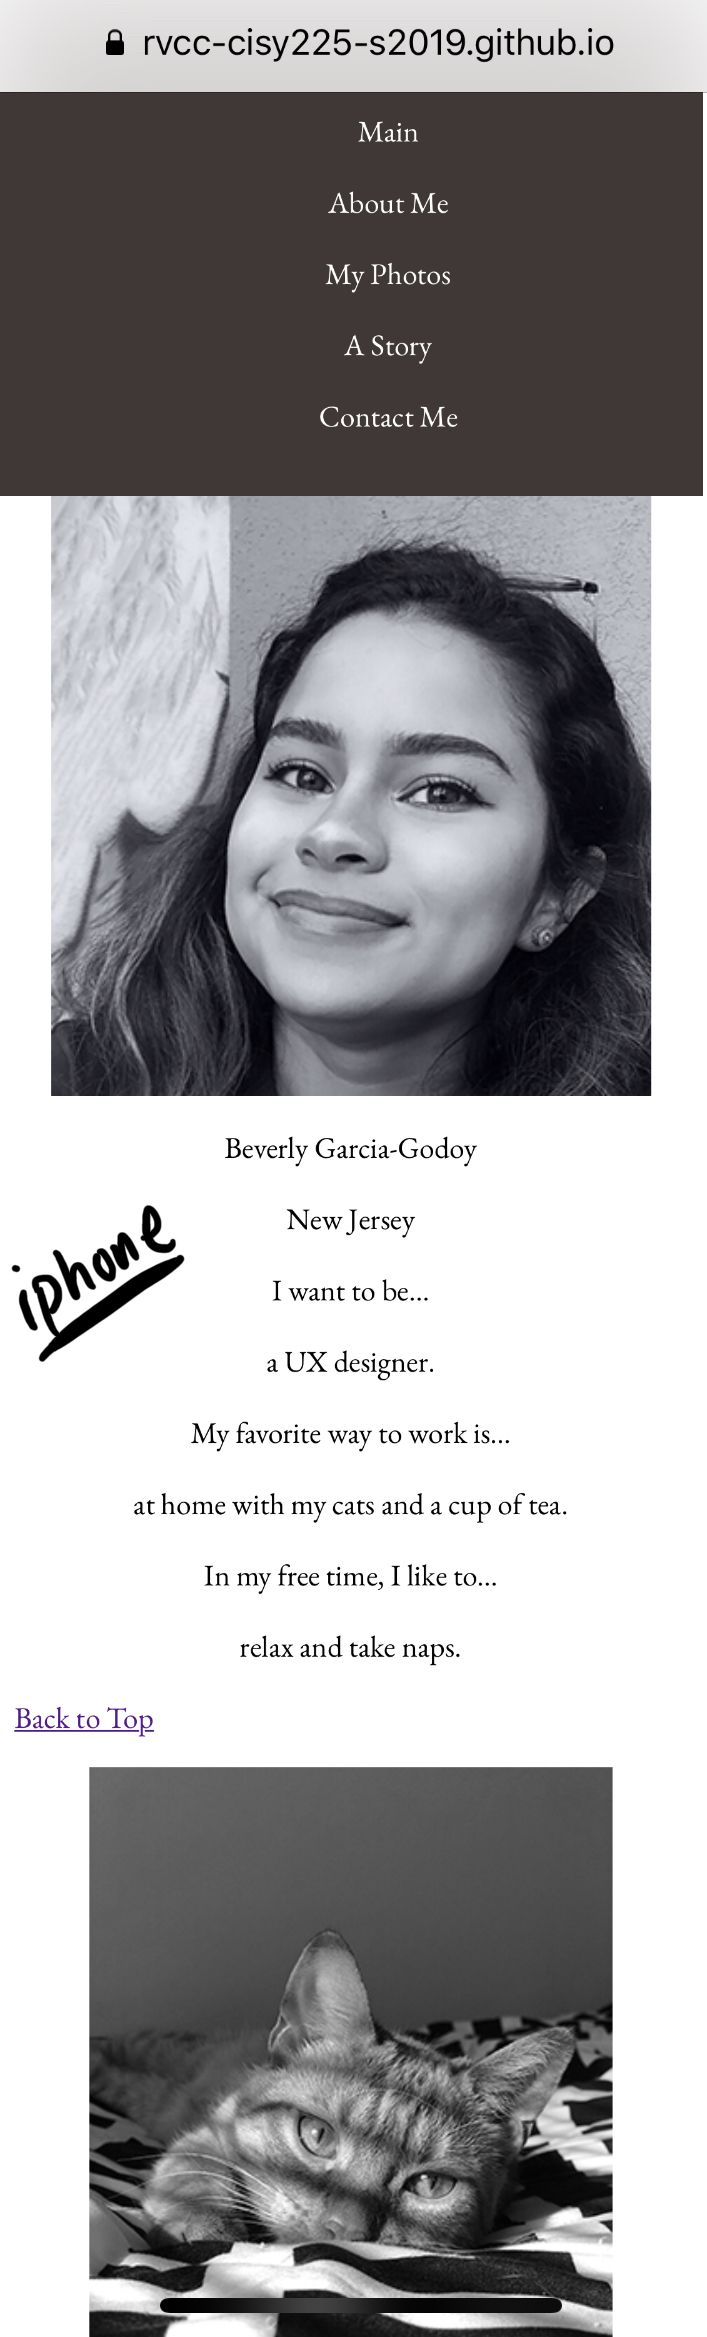 rvcc-cisy225-s2019.github.io
Main
About Me
My Photos
A Story
Contact Me
Beverly Garcia-Godoy
New Jersey
iphone
I want to be...
a UX designer.
My favorite way to work is...
at home with my cats and a cup of tea.
In my free time, I like to...
relax and take naps.
Back to Top